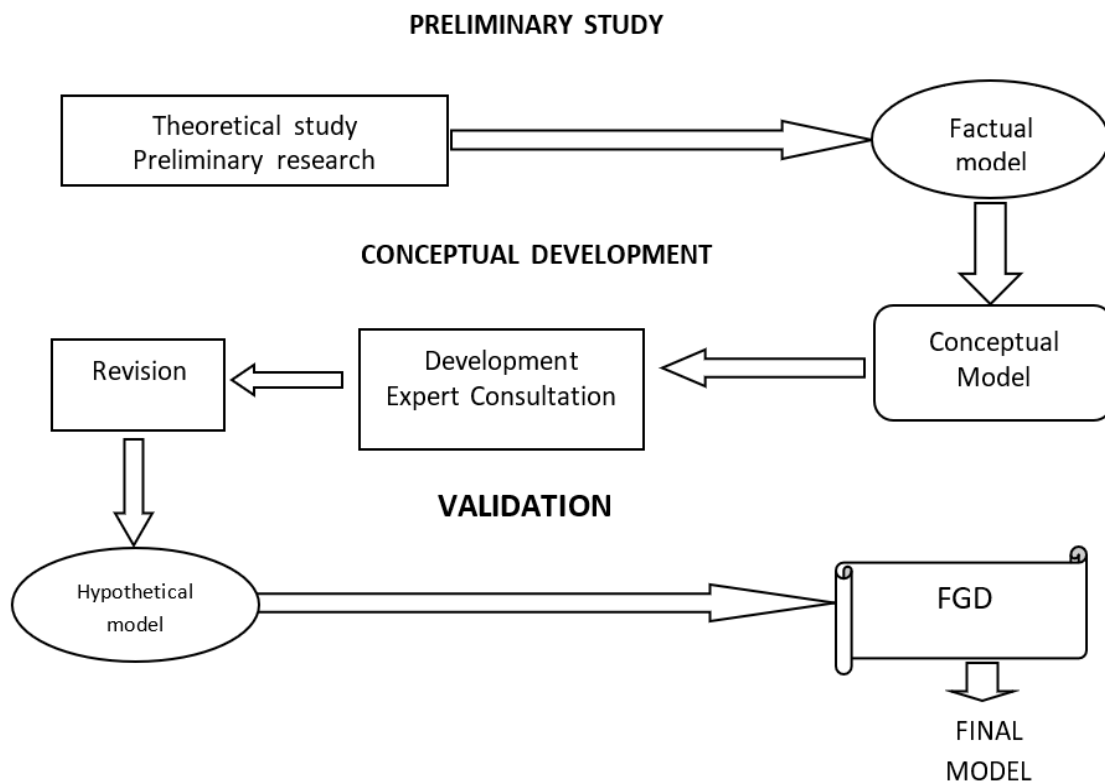 PRELIMINARY STUDY
Theoretical study
Preliminary research
Factual
model
CONCEPTUAL DEVELOPMENT
Conceptual
Model
Development
Expert Consultation
Revision
VALIDATION
Hypothetical
model
FGD
FINAL
MODEL